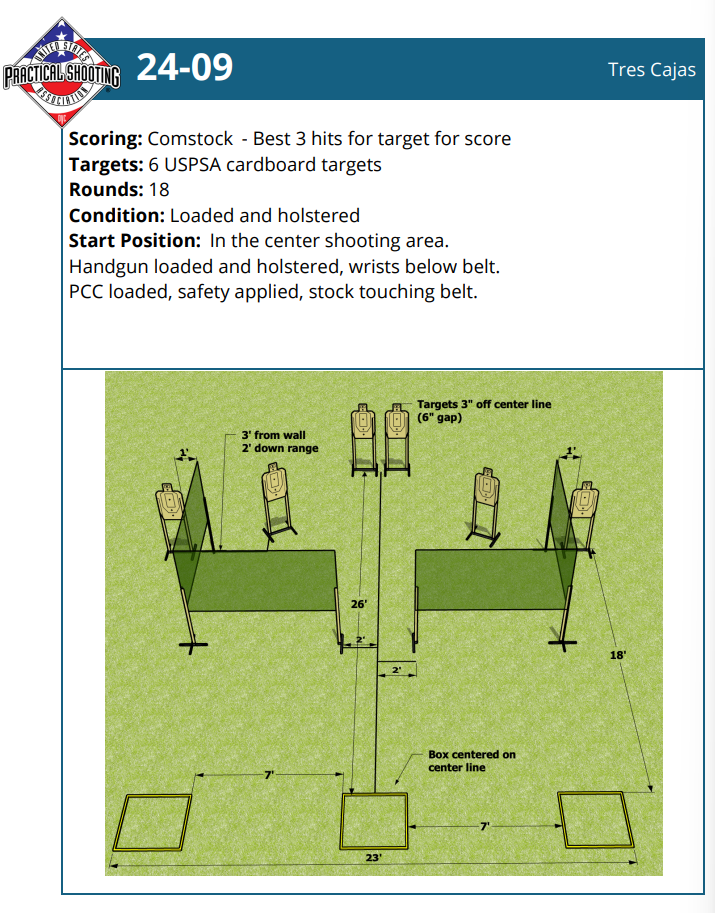 UNITED STATES
PRACTICAL SHOOTING
ASSOCIATION
DVC
24-09
Tres Cajas
Scoring: Comstock - Best 3 hits for target for score
Targets: 6 USPSA cardboard targets
Rounds: 18
Condition: Loaded and holstered
Start Position: In the center shooting area.
Handgun loaded and holstered, wrists below belt.
PCC loaded, safety applied, stock touching belt.
Targets 3" off center line
(6" gap)
3' from wall
2' down range
1'
1'
26'
2'
2'
18'
Box centered on
center line
7'
7'
23'